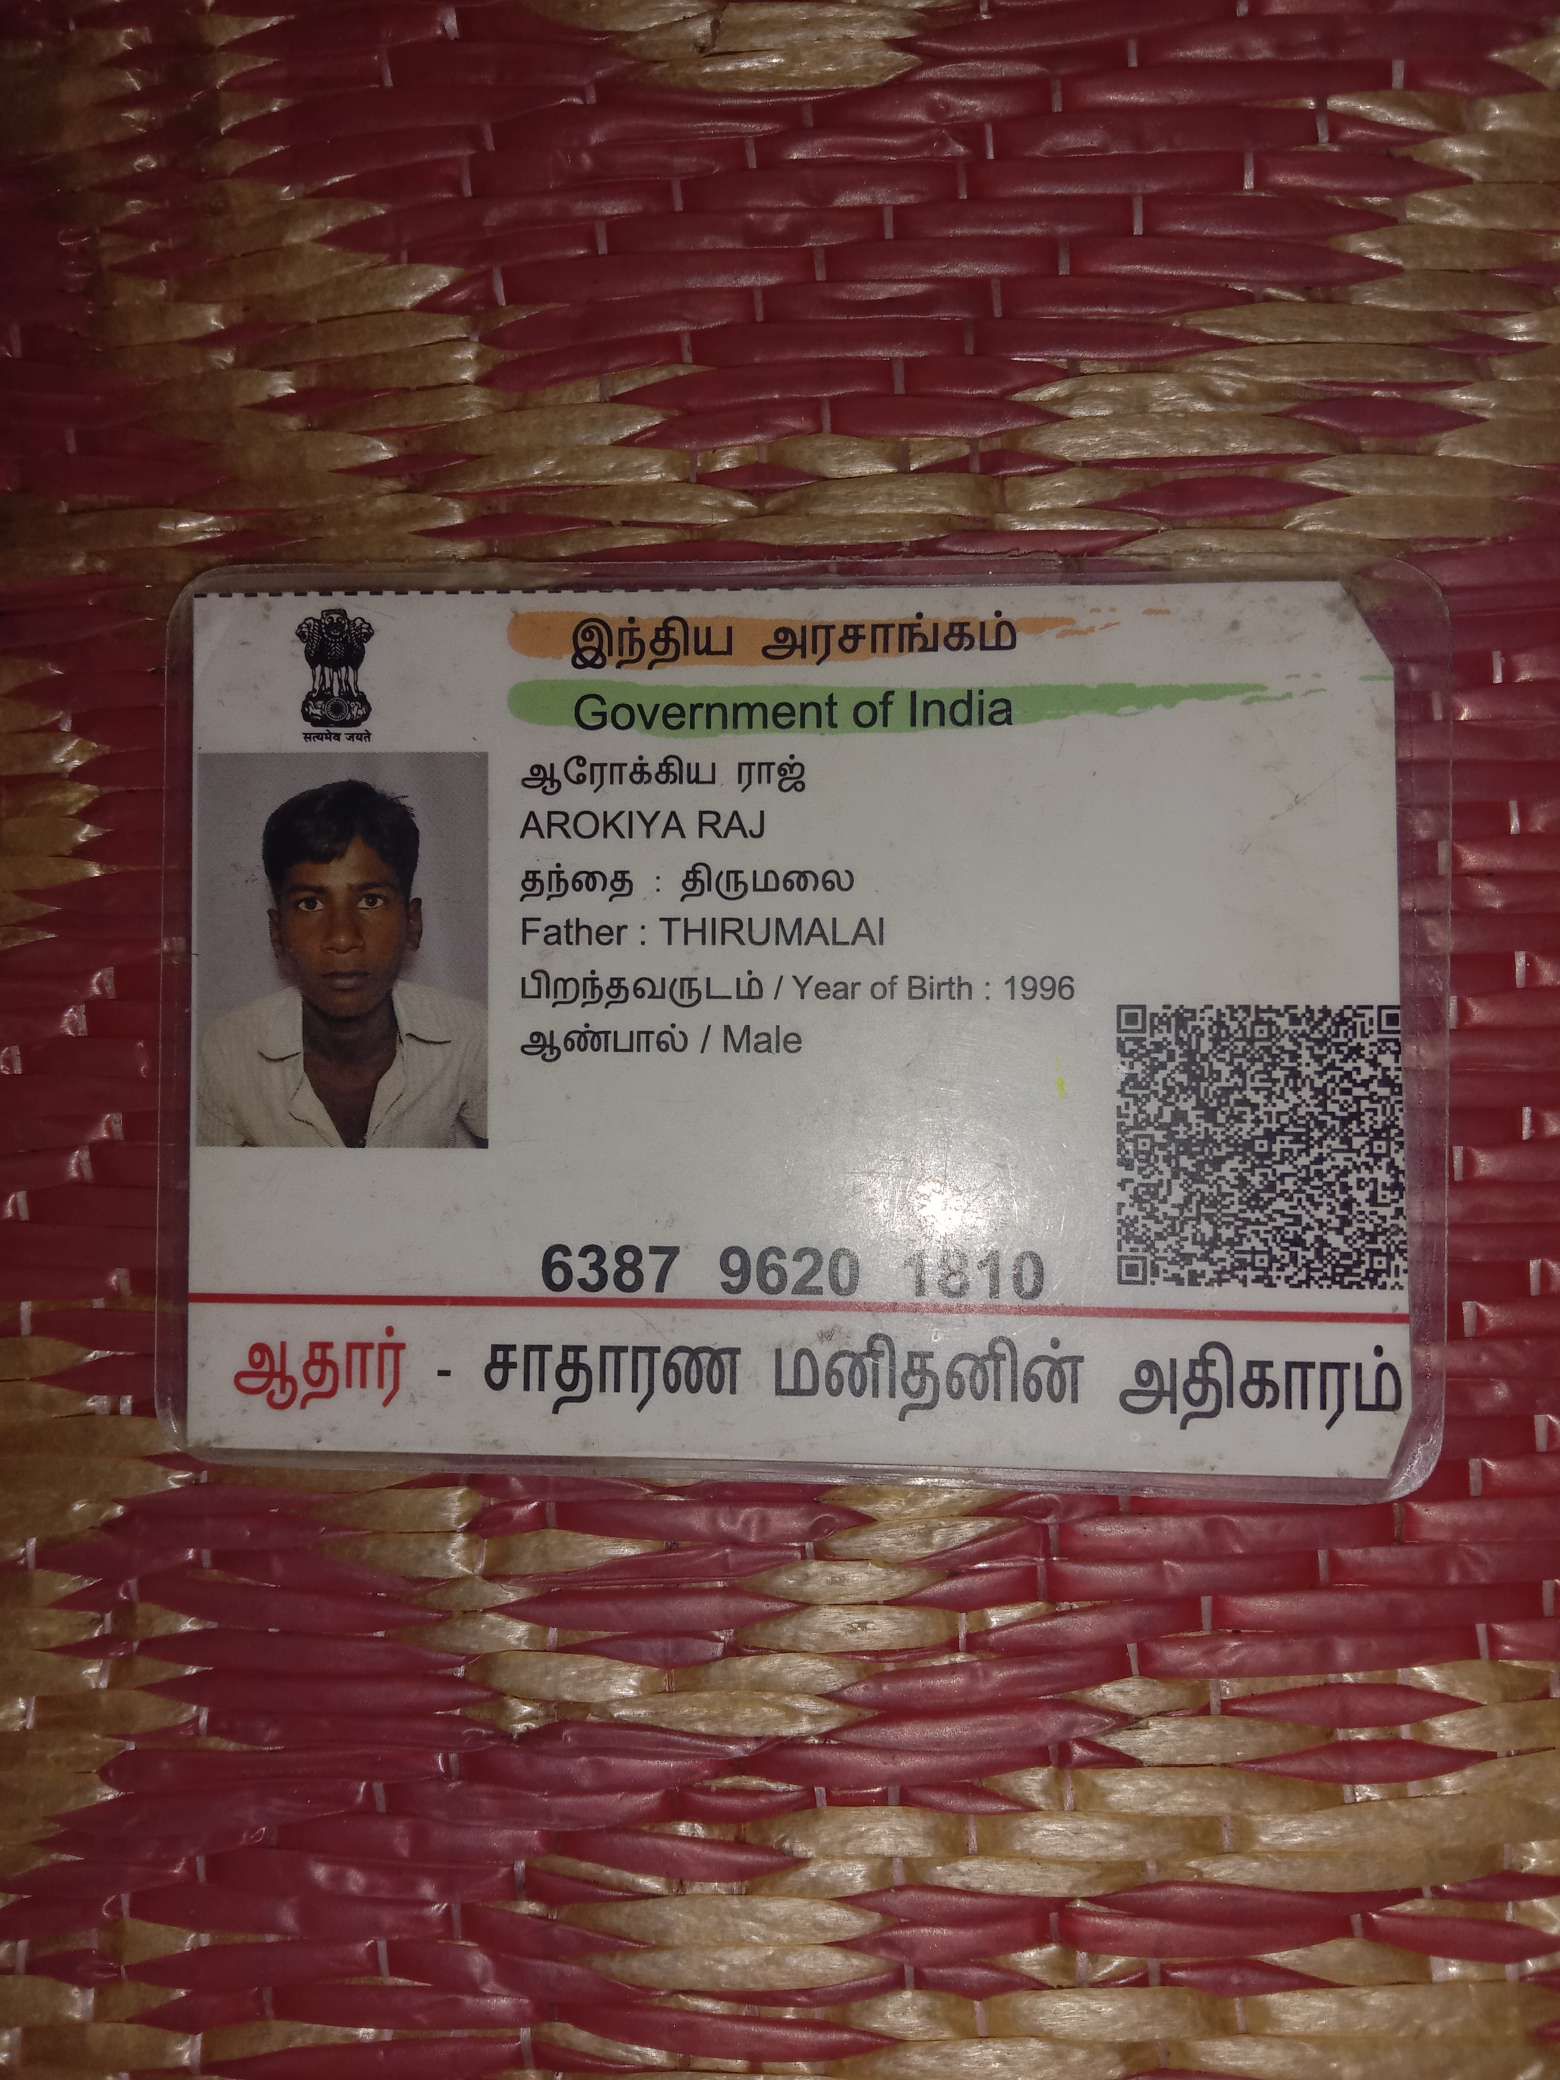 सत्यमेव जयते
இந்திய அரசாங்கம்
Government of India
ஆரோக்கிய ராஜ்
AROKIYA RAJ
தந்தை : திருமலை
Father : THIRUMALAI
பிறந்தவருடம் / Year of Birth : 1996
ஆண்பால் / Male
6387 9620 1810
ஆதார் - சாதாரண மனிதனின் அதிகாரம்